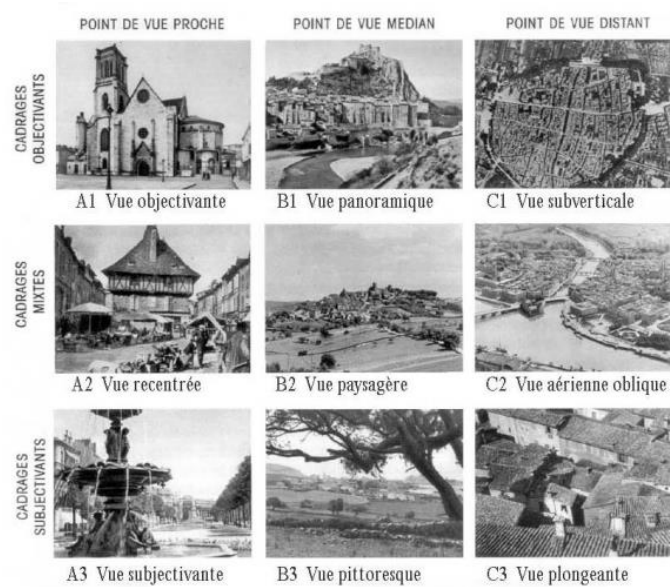 POINT DE VUE PROCHE
POINT DE VUE MEDIAN
POINT DE VUE DISTANT
CADRAGES
OBJECTIVANTS
A1 Vue objectivante
B1 Vue panoramique
C1 Vue subverticale
CADRAGES
MIXTES
A2 Vue recentrée
B2 Vue paysagère
C2 Vue aérienne oblique
CADRAGES
SUBJECTIVANTS
A3 Vue subjectivante
B3 Vue pittoresque
C3 Vue plongeante